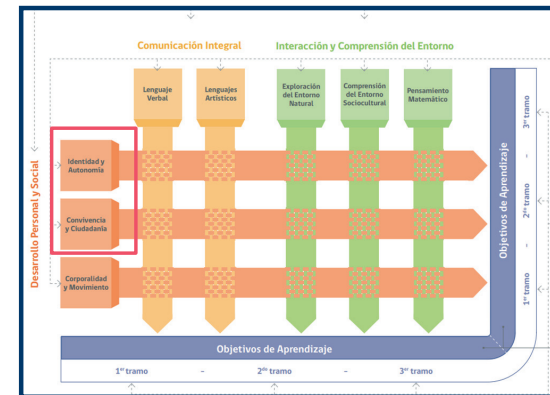 Comunicación Integral
Interacción y Comprensión del Entorno
Lenguaje
Verbal
Lenguajes
Artísticos
Exploración
del Entorno
Natural
Comprensión
del Entorno
Sociocultural
Pensamiento
Matemático
Desarrollo Personal y Social
Identidad y
Autonomía
Convivencia
y Ciudadanía
Corporalidad
y Movimiento
Objetivos de Aprendizaje
1er tramo – 2do tramo – 3er tramo
Objetivos de Aprendizaje
1er tramo – 2do tramo – 3er tramo